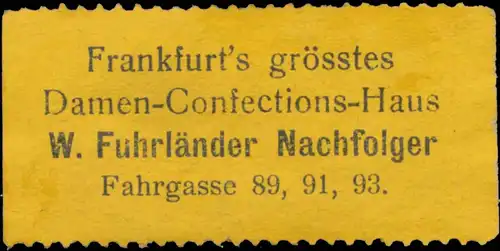 Frankfurt's grösstes
Damen-Confections-Haus
W. Fuhrländer Nachfolger
Fahrgasse 89, 91, 93.